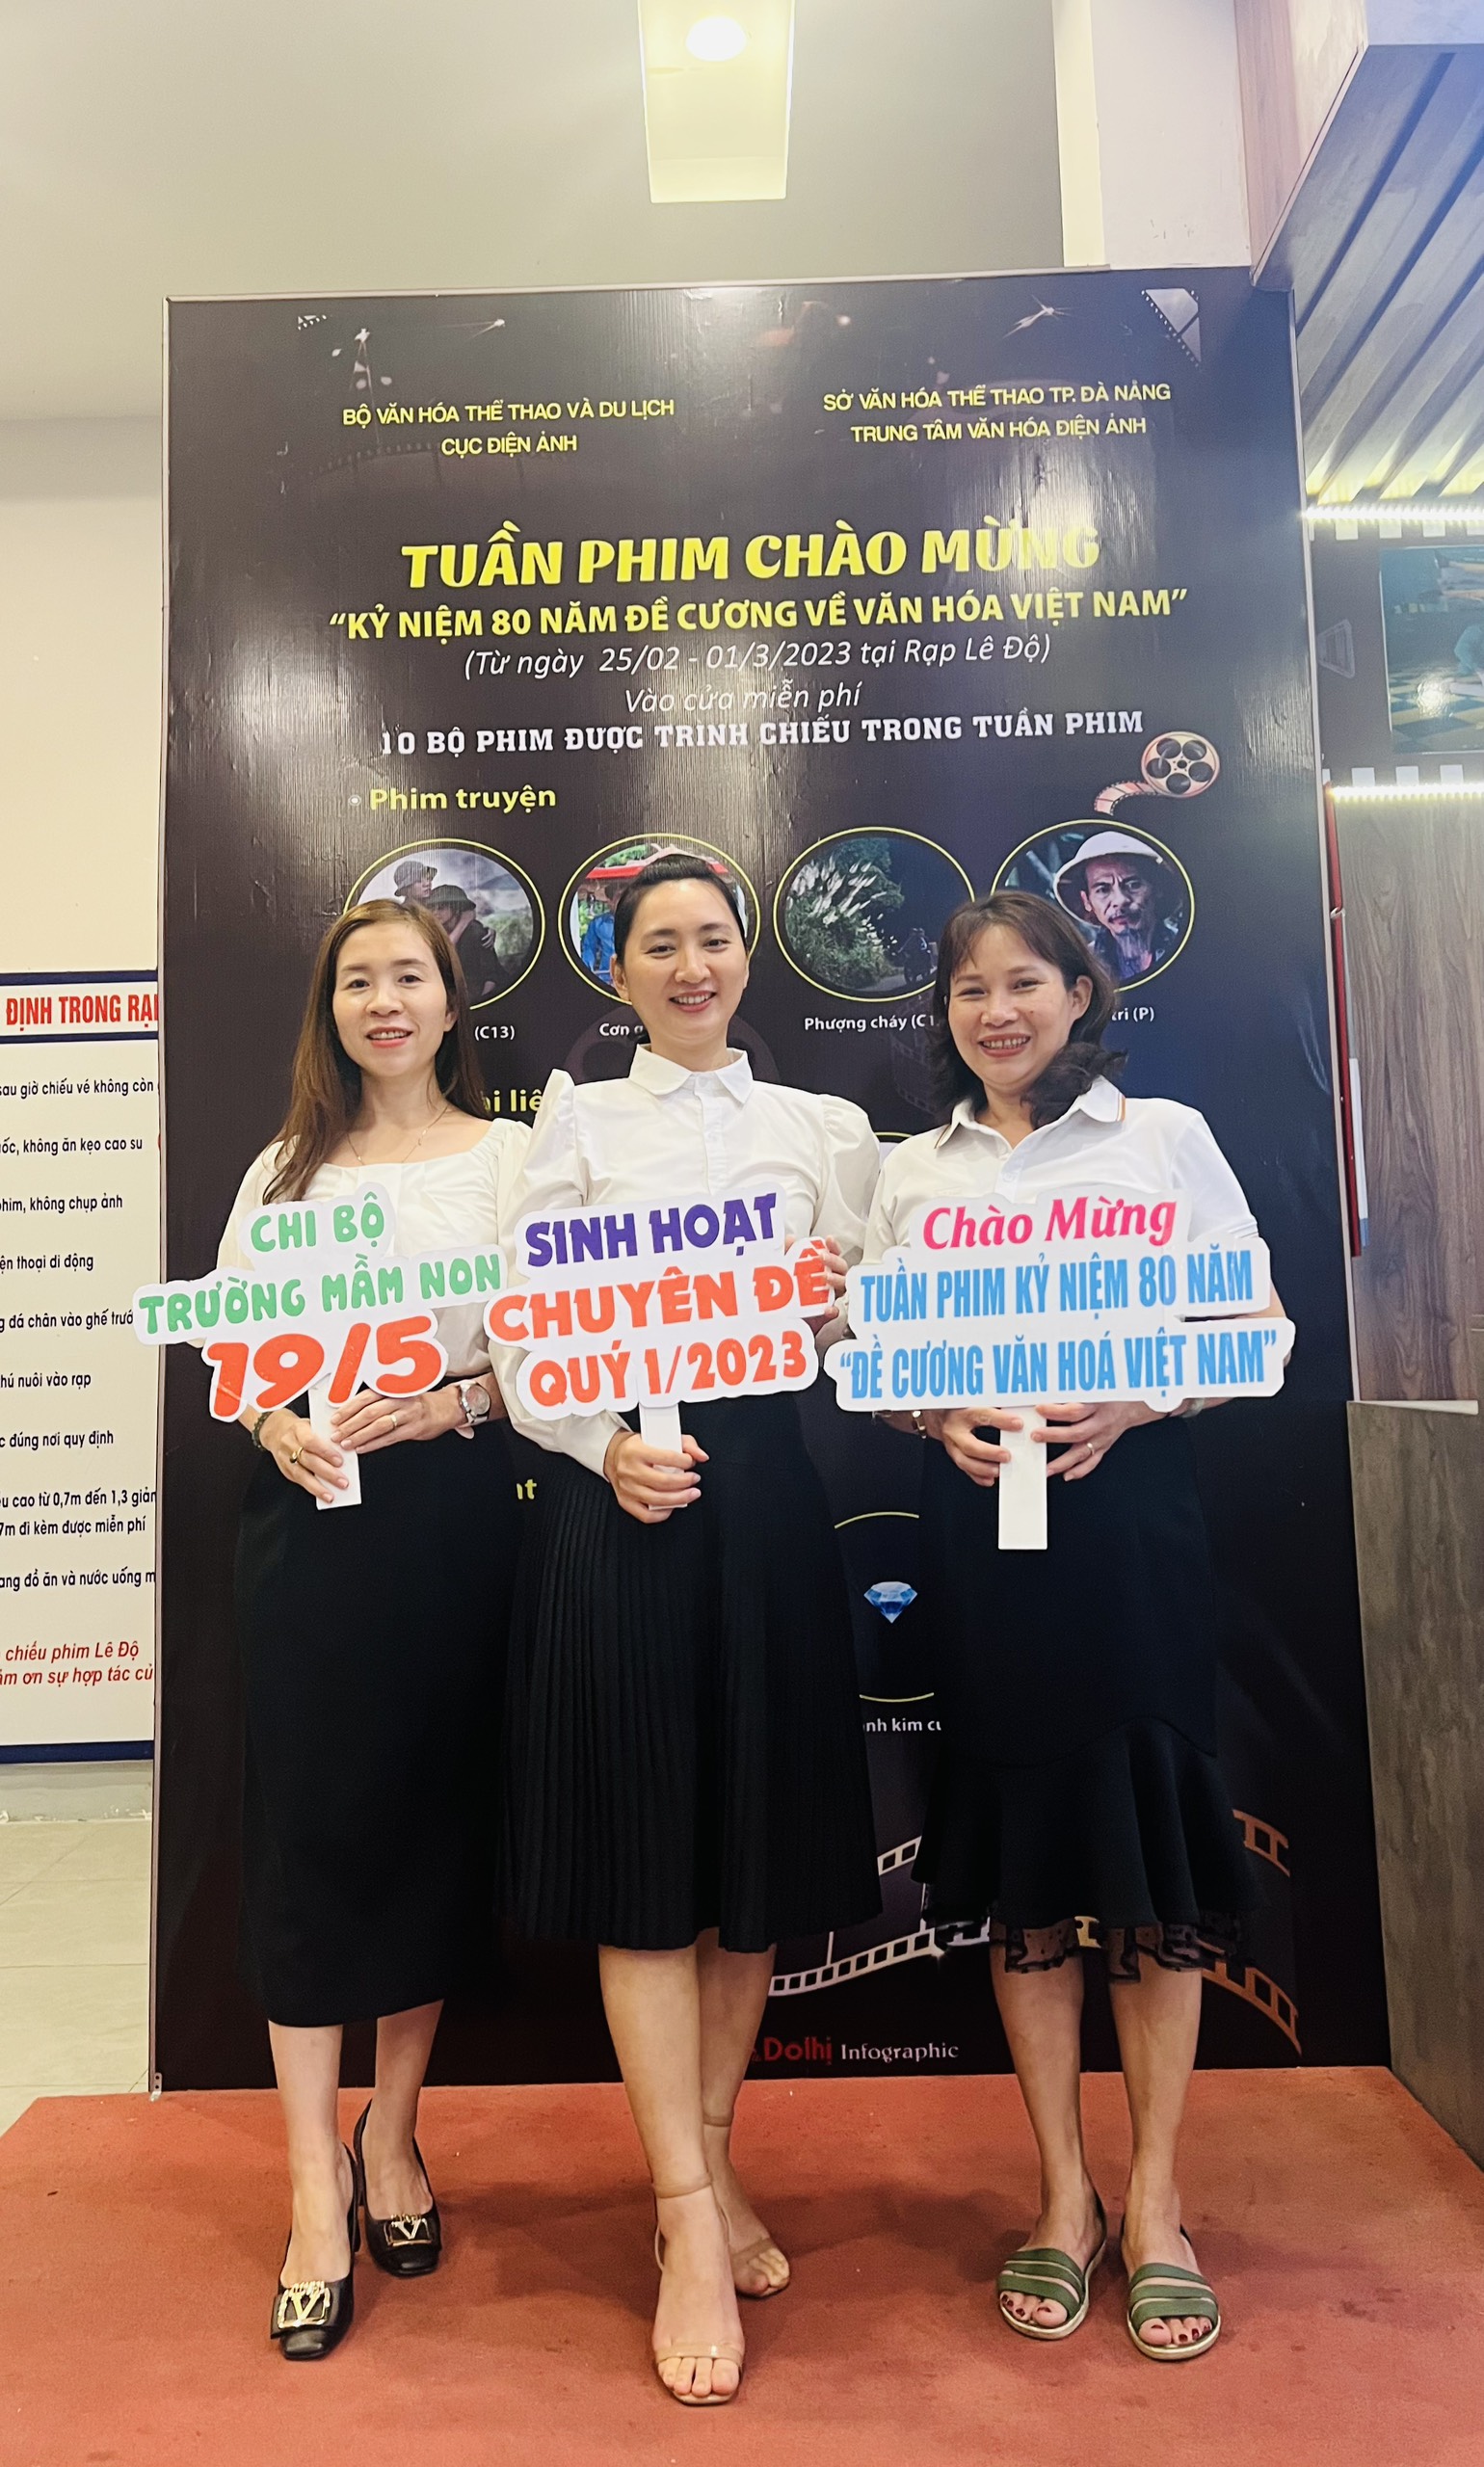 BỘ VĂN HÓA THỂ THAO VÀ DU LỊCH
CỤC ĐIỆN ẢNH
SỞ VĂN HÓA THỂ THAO TP. ĐÀ NẴNG
TRUNG TÂM VĂN HÓA ĐIỆN ẢNH
TUẦN PHIM CHÀO MỪNG
“KỶ NIỆM 80 NĂM ĐỀ CƯƠNG VỀ VĂN HÓA VIỆT NAM”
(Từ ngày 25/02 - 01/3/2023 tại Rạp Lê Độ)
Vào cửa miễn phí
10 BỘ PHIM ĐƯỢC TRÌNH CHIẾU TRONG TUẦN PHIM
Phim truyện
(C13)
Cơn
Phượng cháy
(P)
CHI BỘ
TRƯỜNG MẦM NON
19/5
SINH HOẠT
CHUYÊN ĐỀ
QUÝ 1/2023
Chào Mừng
TUẦN PHIM KỶ NIỆM 80 NĂM
“ĐỀ CƯƠNG VĂN HOÁ VIỆT NAM”
kim
Dolhi Infographic
ĐỊNH TRONG RẠP
sau giờ chiếu vé không còn
không ăn kẹo cao su
không chụp ảnh
thoại di động
đá chân vào ghế
nuôi vào rạp
đúng nơi quy định
cao từ 0,7m đến 1,3
đi kèm được miễn phí
đồ ăn và nước uống
chiếu phim Lê Độ
ơn sự hợp tác